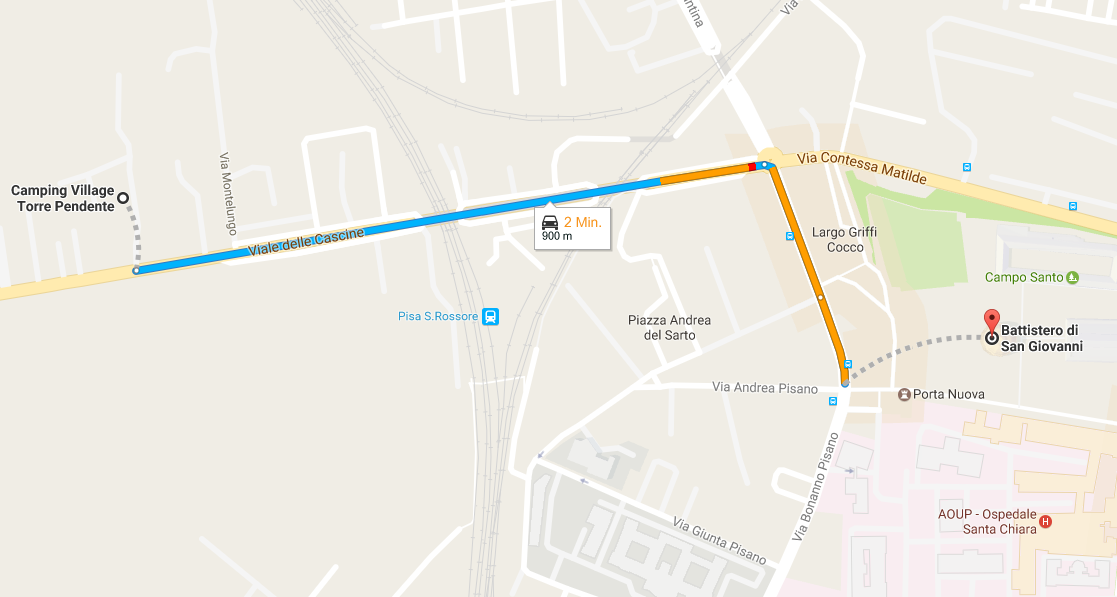 antina
Via
Via Contessa Matilde
Via Montelungo
Camping Village
Torre Pendente
2 Min.
900 m
Viale delle Cascine
Largo Griffi
Cocco
Campo Santo
Pisa S.Rossore
Piazza Andrea
del Sarto
Battistero di
San Giovanni
Via Andrea Pisano
Porta Nuova
Via Bonanno Pisano
Via Giunta Pisano
AOUP - Ospedale
Santa Chiara
H